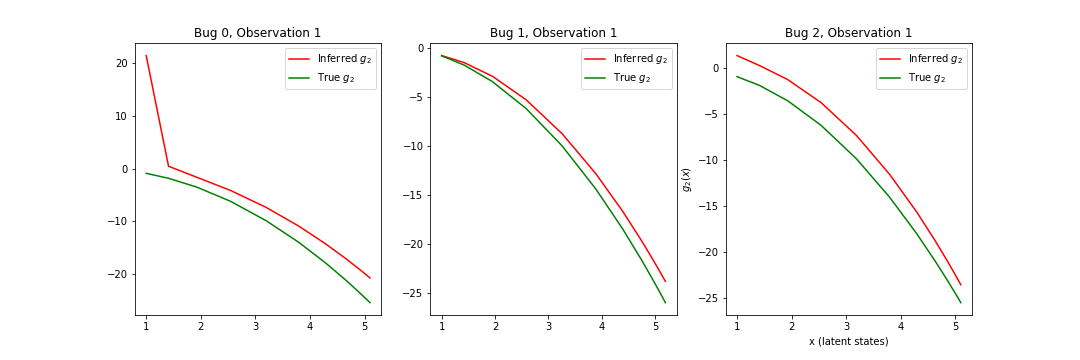 Bug 0, Observation 1
Inferred g₂
True g₂
20
10
0
−10
−20
1
2
3
4
5
Bug 1, Observation 1
Inferred g₂
True g₂
0
−5
−10
−15
−20
−25
1
2
3
4
5
Bug 2, Observation 1
Inferred g₂
True g₂
g₂(x)
0
−5
−10
−15
−20
−25
1
2
3
4
5
x (latent states)